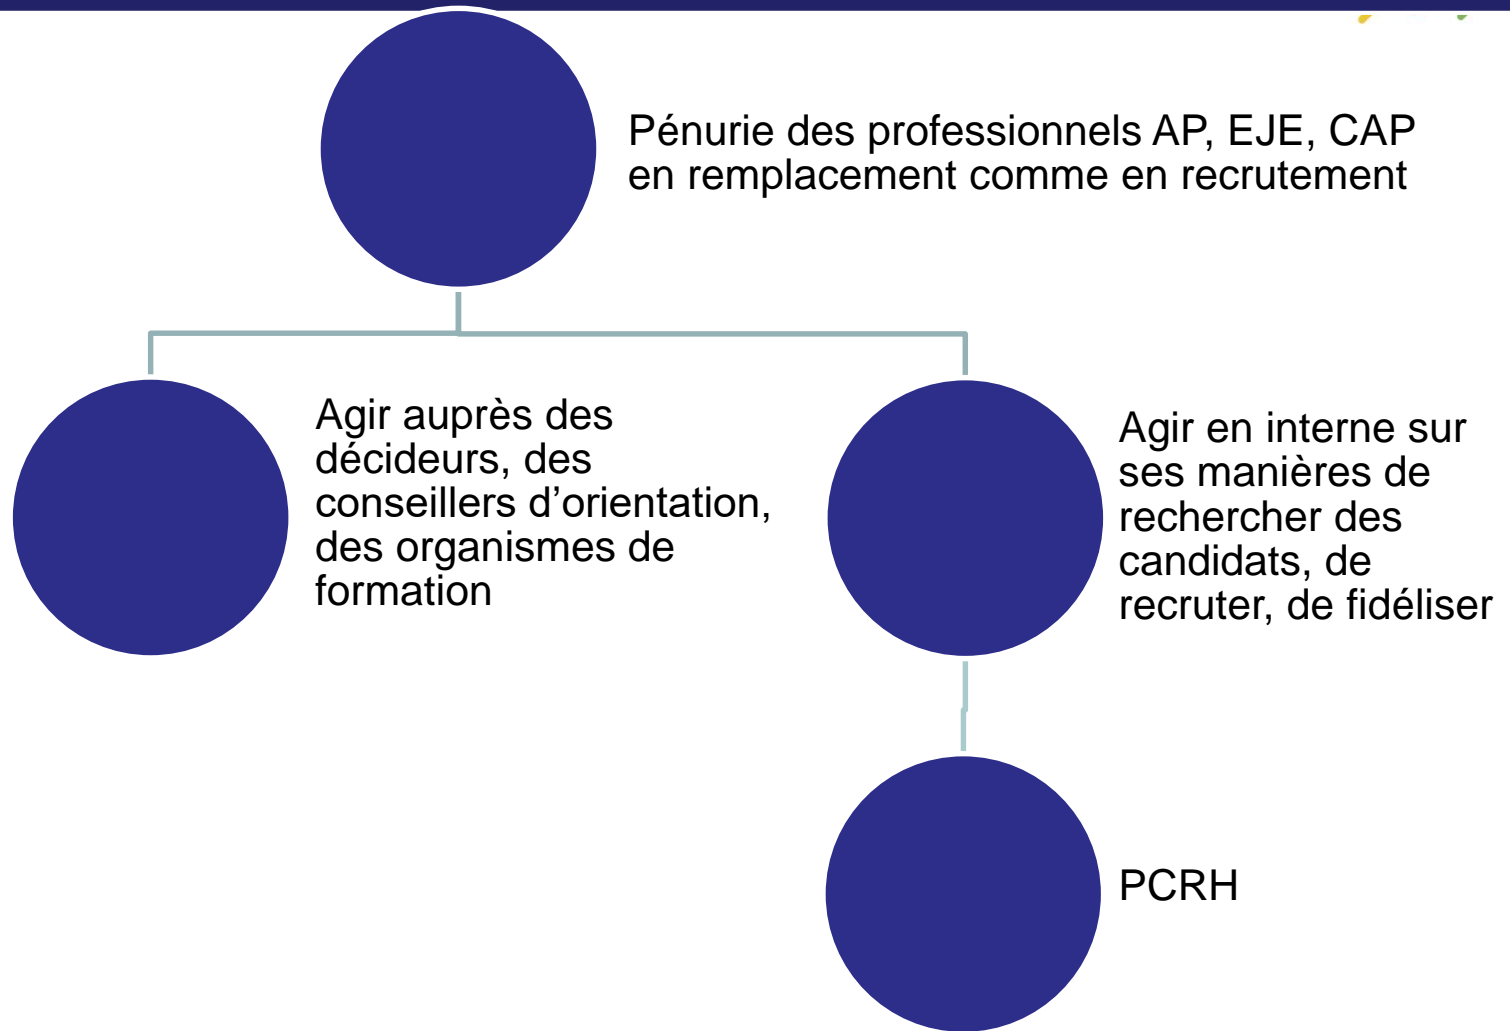 Pénurie des professionnels AP, EJE, CAP
en remplacement comme en recrutement
Agir auprès des
décideurs, des
conseillers d’orientation,
des organismes de
formation
Agir en interne sur
ses manières de
rechercher des
candidats, de
recruter, de fidéliser
PCRH